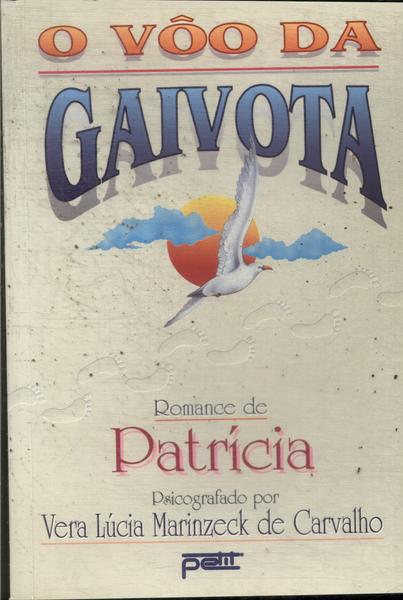 O VÔO DA
GAIVOTA
Romance de
Patrícia
Psicografado por
Vera Lúcia Marinzeck de Carvalho
petit